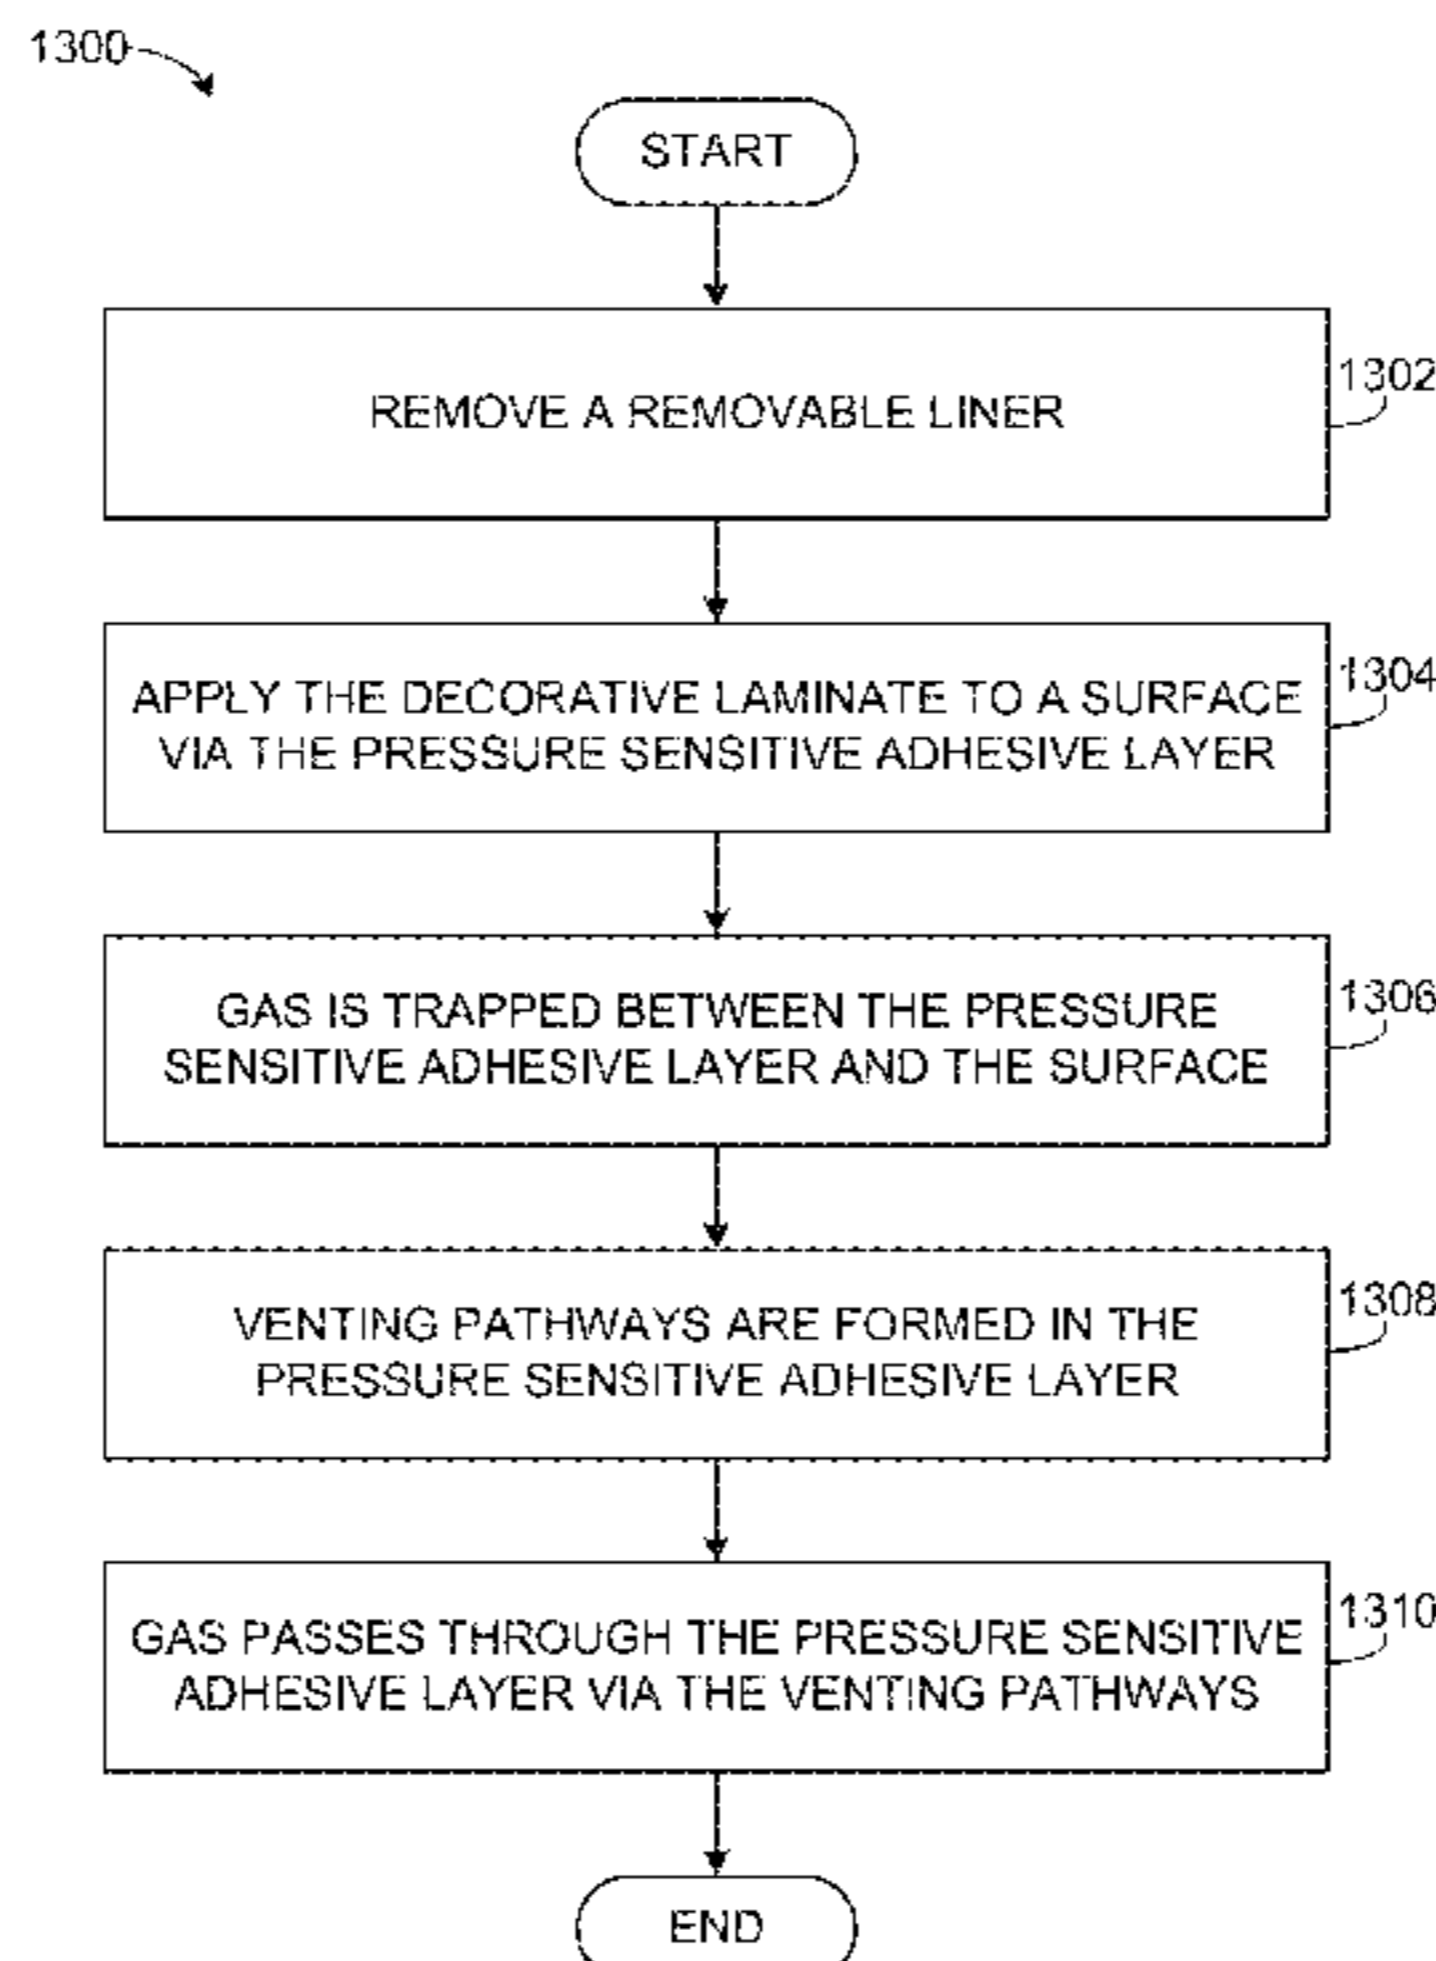 1300
START
REMOVE A REMOVABLE LINER
1302
APPLY THE DECORATIVE LAMINATE TO A SURFACE
VIA THE PRESSURE SENSITIVE ADHESIVE LAYER
1304
GAS IS TRAPPED BETWEEN THE PRESSURE
SENSITIVE ADHESIVE LAYER AND THE SURFACE
1306
VENTING PATHWAYS ARE FORMED IN THE
PRESSURE SENSITIVE ADHESIVE LAYER
1308
GAS PASSES THROUGH THE PRESSURE SENSITIVE
ADHESIVE LAYER VIA THE VENTING PATHWAYS
1310
END